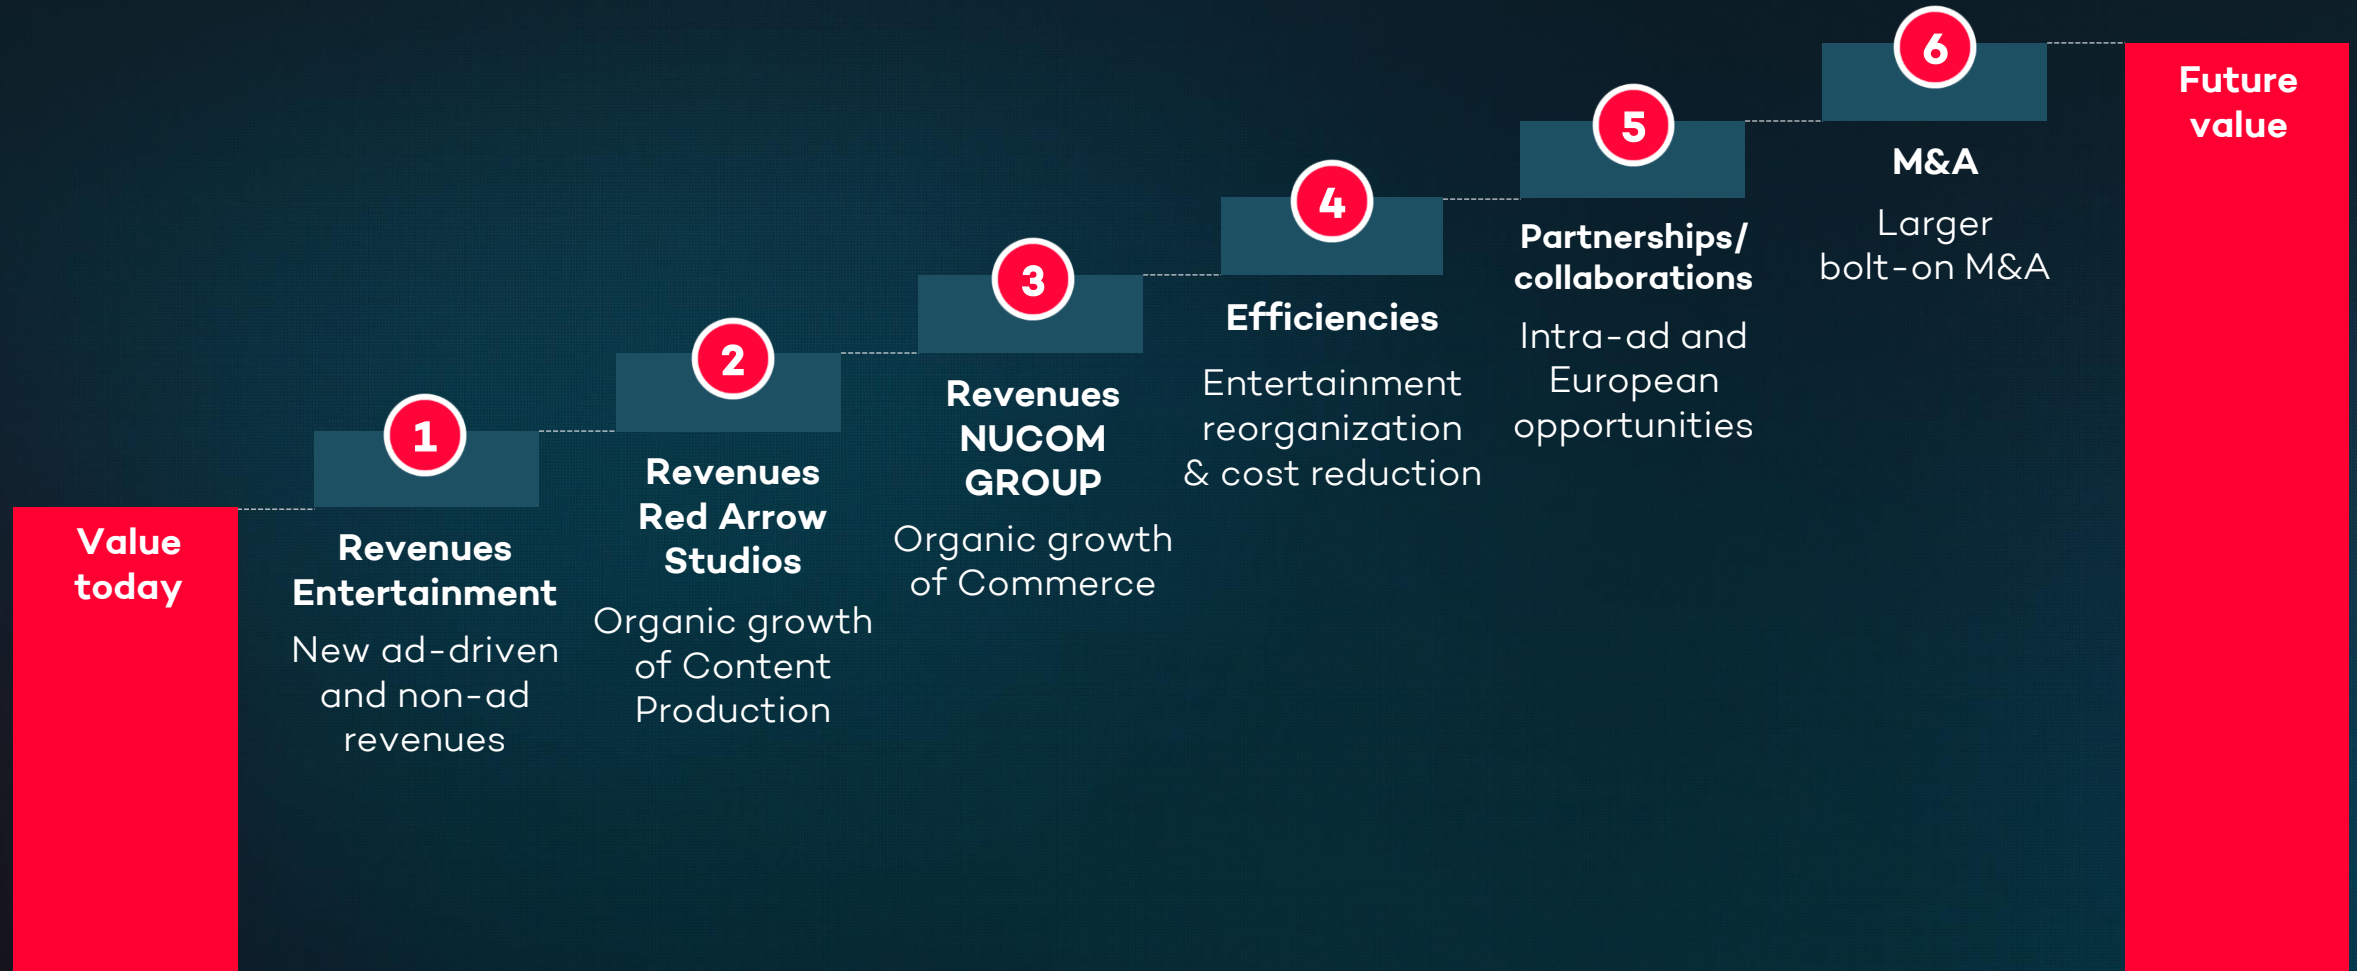 Value
today
1
Revenues
Entertainment
New ad-driven
and non-ad
revenues
2
Revenues
Red Arrow
Studios
Organic growth
of Content
Production
3
Revenues
NUCOM
GROUP
Organic growth
of Commerce
4
Efficiencies
Entertainment
reorganization
& cost reduction
5
Partnerships/
collaborations
Intra-ad and
European
opportunities
6
M&A
Larger
bolt-on M&A
Future
value